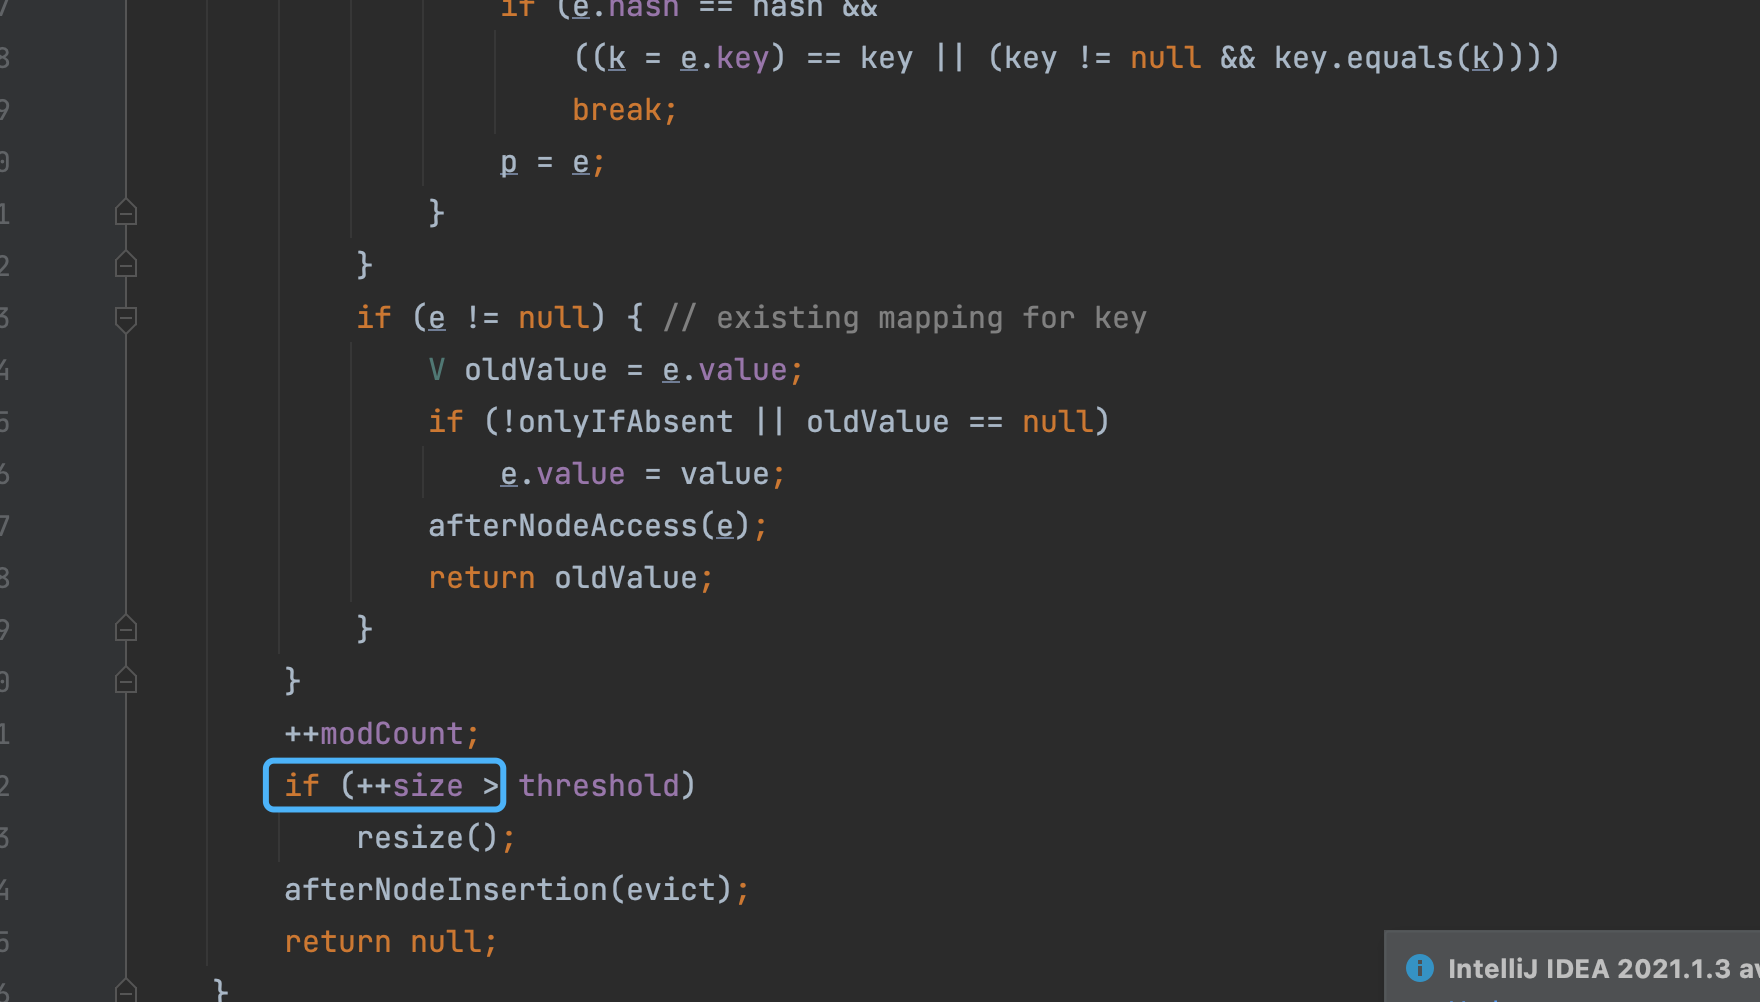 if (e.hash == hash &&
((k = e.key) == key || (key != null && key.equals(k))))
break;
p = e;
}
}
if (e != null) { // existing mapping for key
V oldValue = e.value;
if (!onlyIfAbsent || oldValue == null)
e.value = value;
afterNodeAccess(e);
return oldValue;
}
}
++modCount;
if (++size > threshold)
resize();
afterNodeInsertion(evict);
return null;
}
IntelliJ IDEA 2021.1.3 av